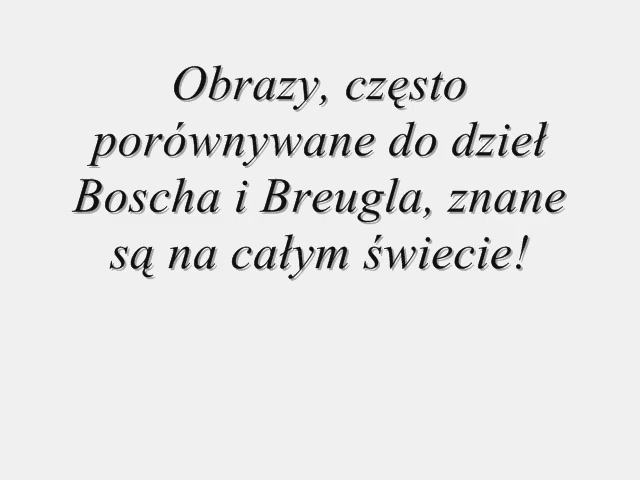 Obrazy, często
porównywane do dzieł
Boscha i Breugla, znane
są na całym świecie!